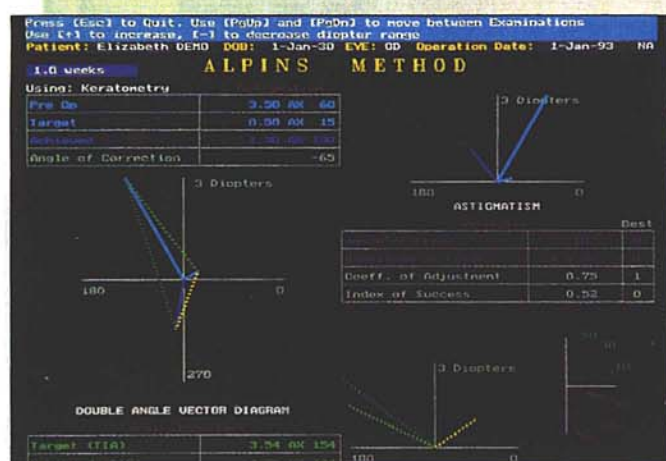 Press [Esc] to Quit. Use [PgUp] and [PgDn] to move between Examinations
Use [+] to increase, [-] to decrease diopter range
Patient: Elizabeth DEMO DOB: 1-Jan-30 EYE: OD Operation Date: 1-Jan-93 NA
1.0 weeks
ALPINS METHOD
Using: Keratometry
Pre Op 3.50 AX 60
Target 0.50 AX 15
Achieved
Angle of Correction -65
3 Diopters
180 0
ASTIGMATISM
3 Diopters
180 0
270
DOUBLE ANGLE VECTOR DIAGRAM
Best
Coeff. of Adjustment 0.75 1
Index of Success 0.52 0
Target (TIA) 3.54 AX 154
3 Diopters
180 0